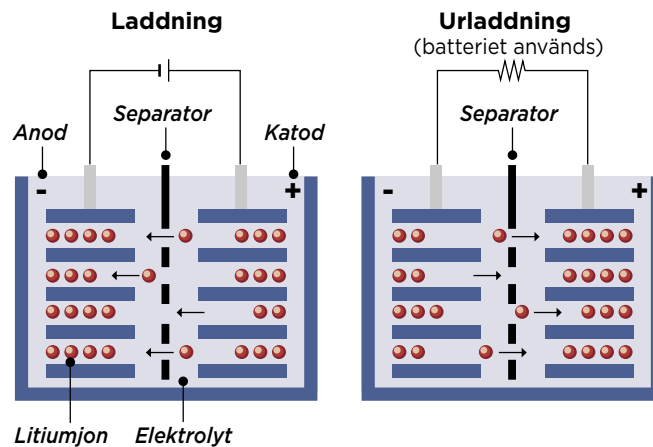 Laddning
Separator
Anod
Katod
-
+
Litiumjon
Elektrolyt
Urladdning
(batteriet används)
Separator
-
+